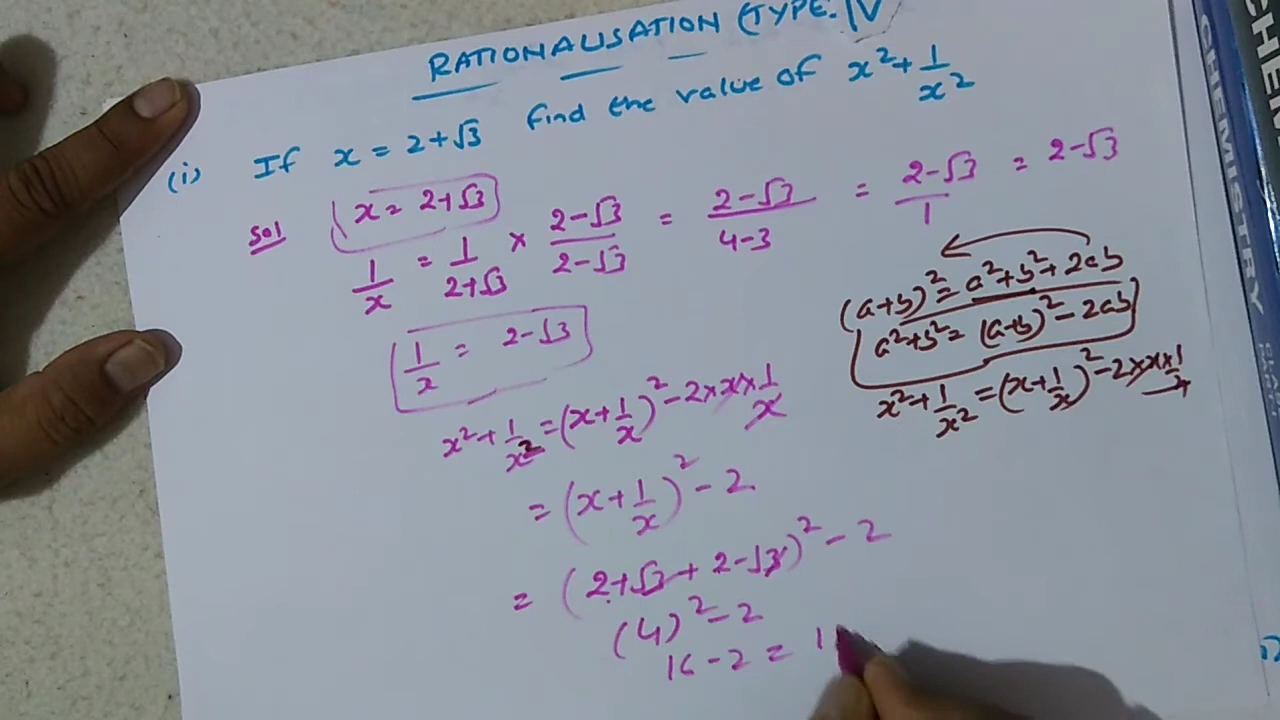 RATIONALISATION (TYPE: IV
(i) If x = 2+√3 find the value of x² + 1/x²
Sol x = 2+√3
1/x = 1/(2+√3) × (2-√3)/(2-√3) = (2-√3)/(4-3) = (2-√3)/1 = 2-√3
1/x = 2-√3
(a+b)² = a²+b²+2ab
a²+b² = (a+b)² - 2ab
x² + 1/x² = (x + 1/x)² - 2 × x × 1/x
x² + 1/x² = (x + 1/x)² - 2 × x × 1/x
= (x + 1/x)² - 2
= (2+√3 + 2-√3)² - 2
(4)² - 2
16 - 2 = 1
CHEMISTRY
CHEM